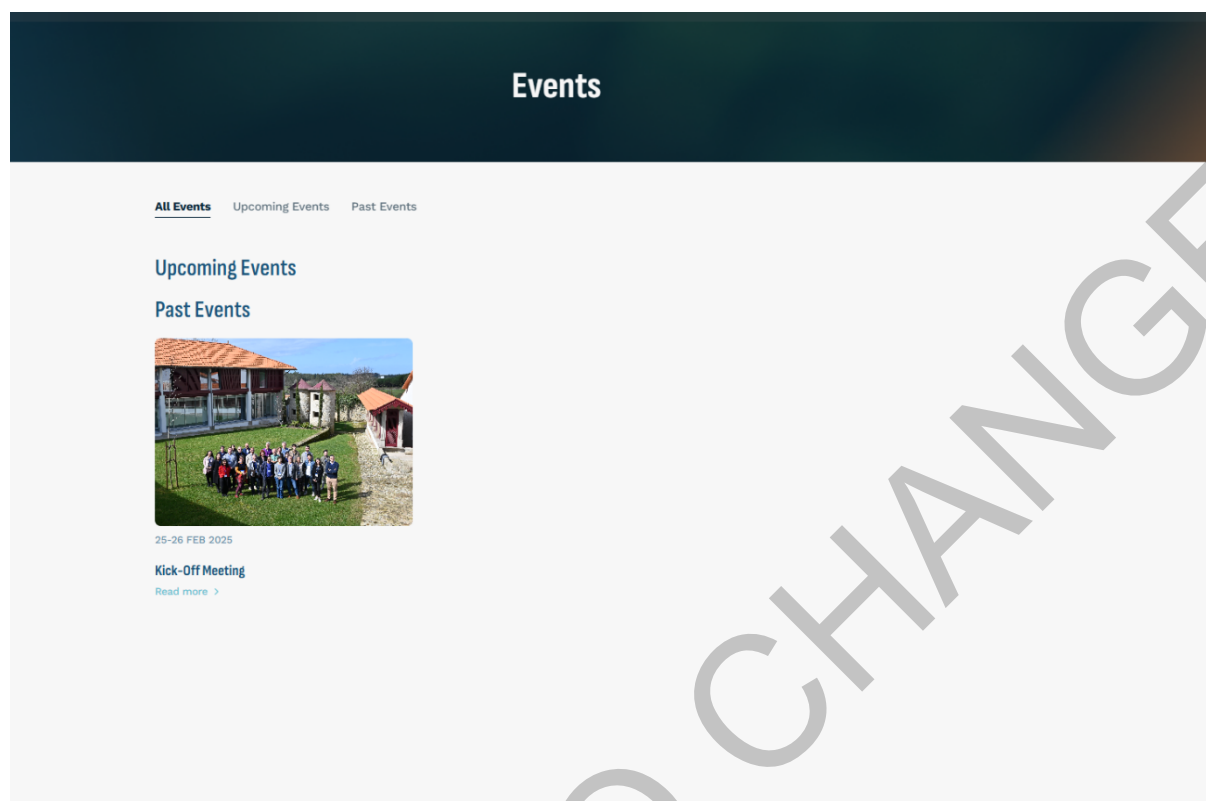 Events
All Events Upcoming Events Past Events
Upcoming Events
Past Events
25-26 FEB 2025
Kick-Off Meeting
Read more >
O CHANGE